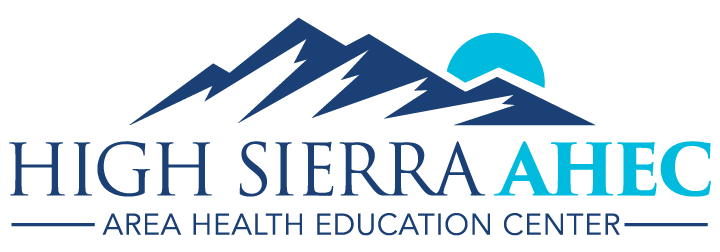 HIGH SIERRA AHEC
AREA HEALTH EDUCATION CENTER